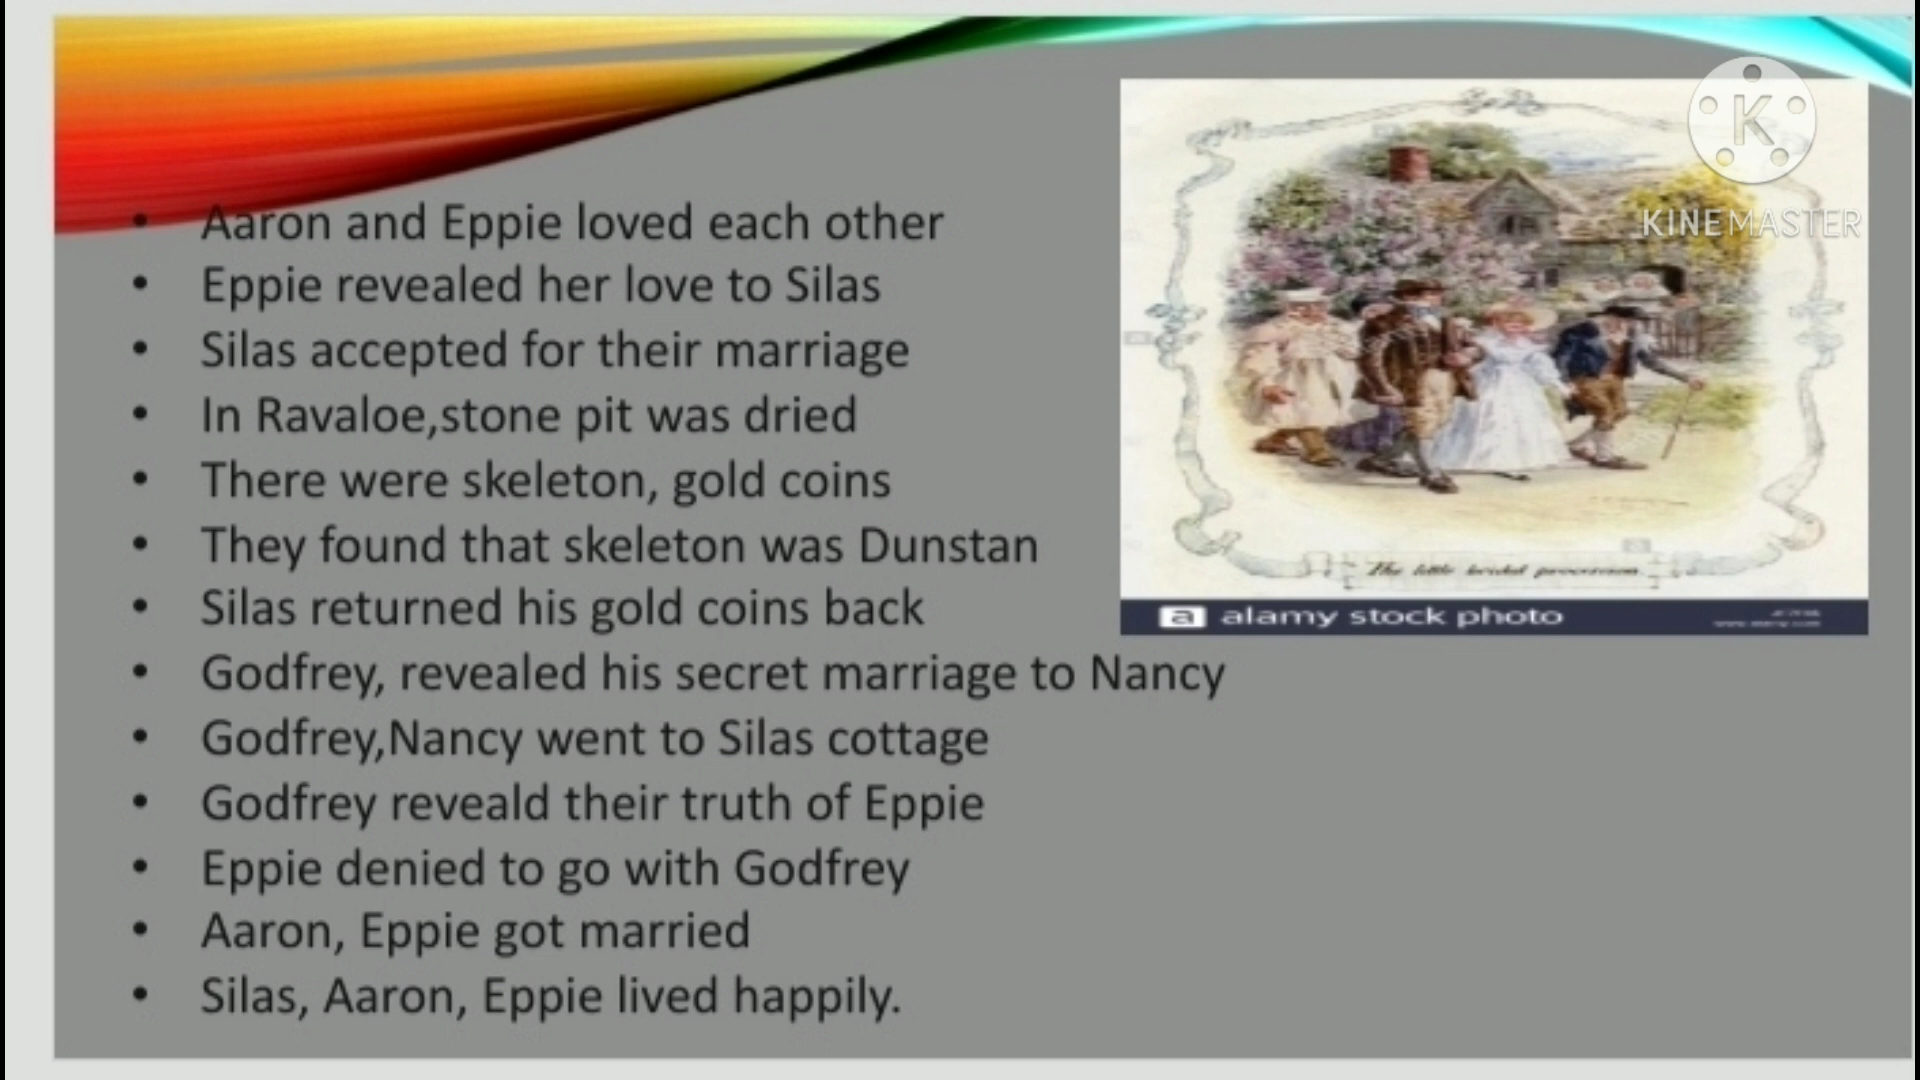 Aaron and Eppie loved each other
Eppie revealed her love to Silas
Silas accepted for their marriage
In Ravaloe,stone pit was dried
There were skeleton, gold coins
They found that skeleton was Dunstan
Silas returned his gold coins back
Godfrey, revealed his secret marriage to Nancy
Godfrey,Nancy went to Silas cottage
Godfrey reveald their truth of Eppie
Eppie denied to go with Godfrey
Aaron, Eppie got married
Silas, Aaron, Eppie lived happily.
K
KINEMASTER
The little bridal procession
a alamy stock photo